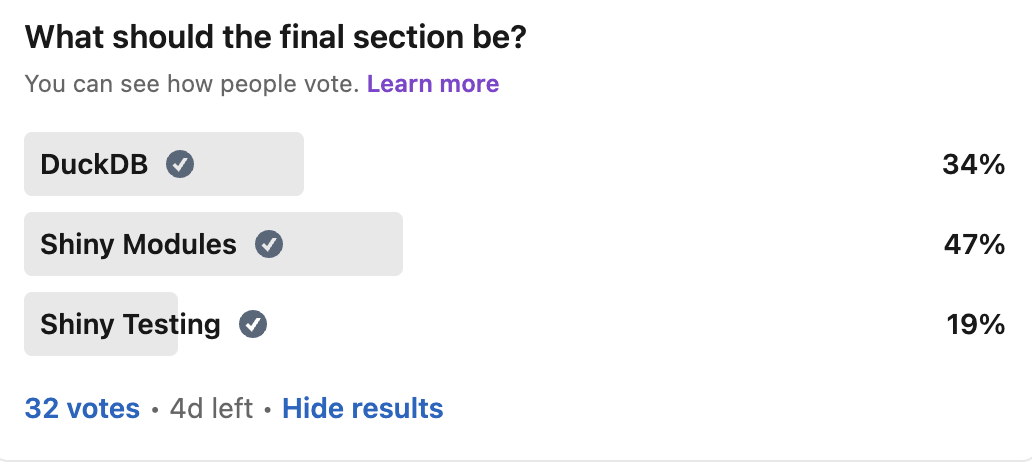 What should the final section be?
You can see how people vote. Learn more
DuckDB 34%
Shiny Modules 47%
Shiny Testing 19%
32 votes • 4d left • Hide results